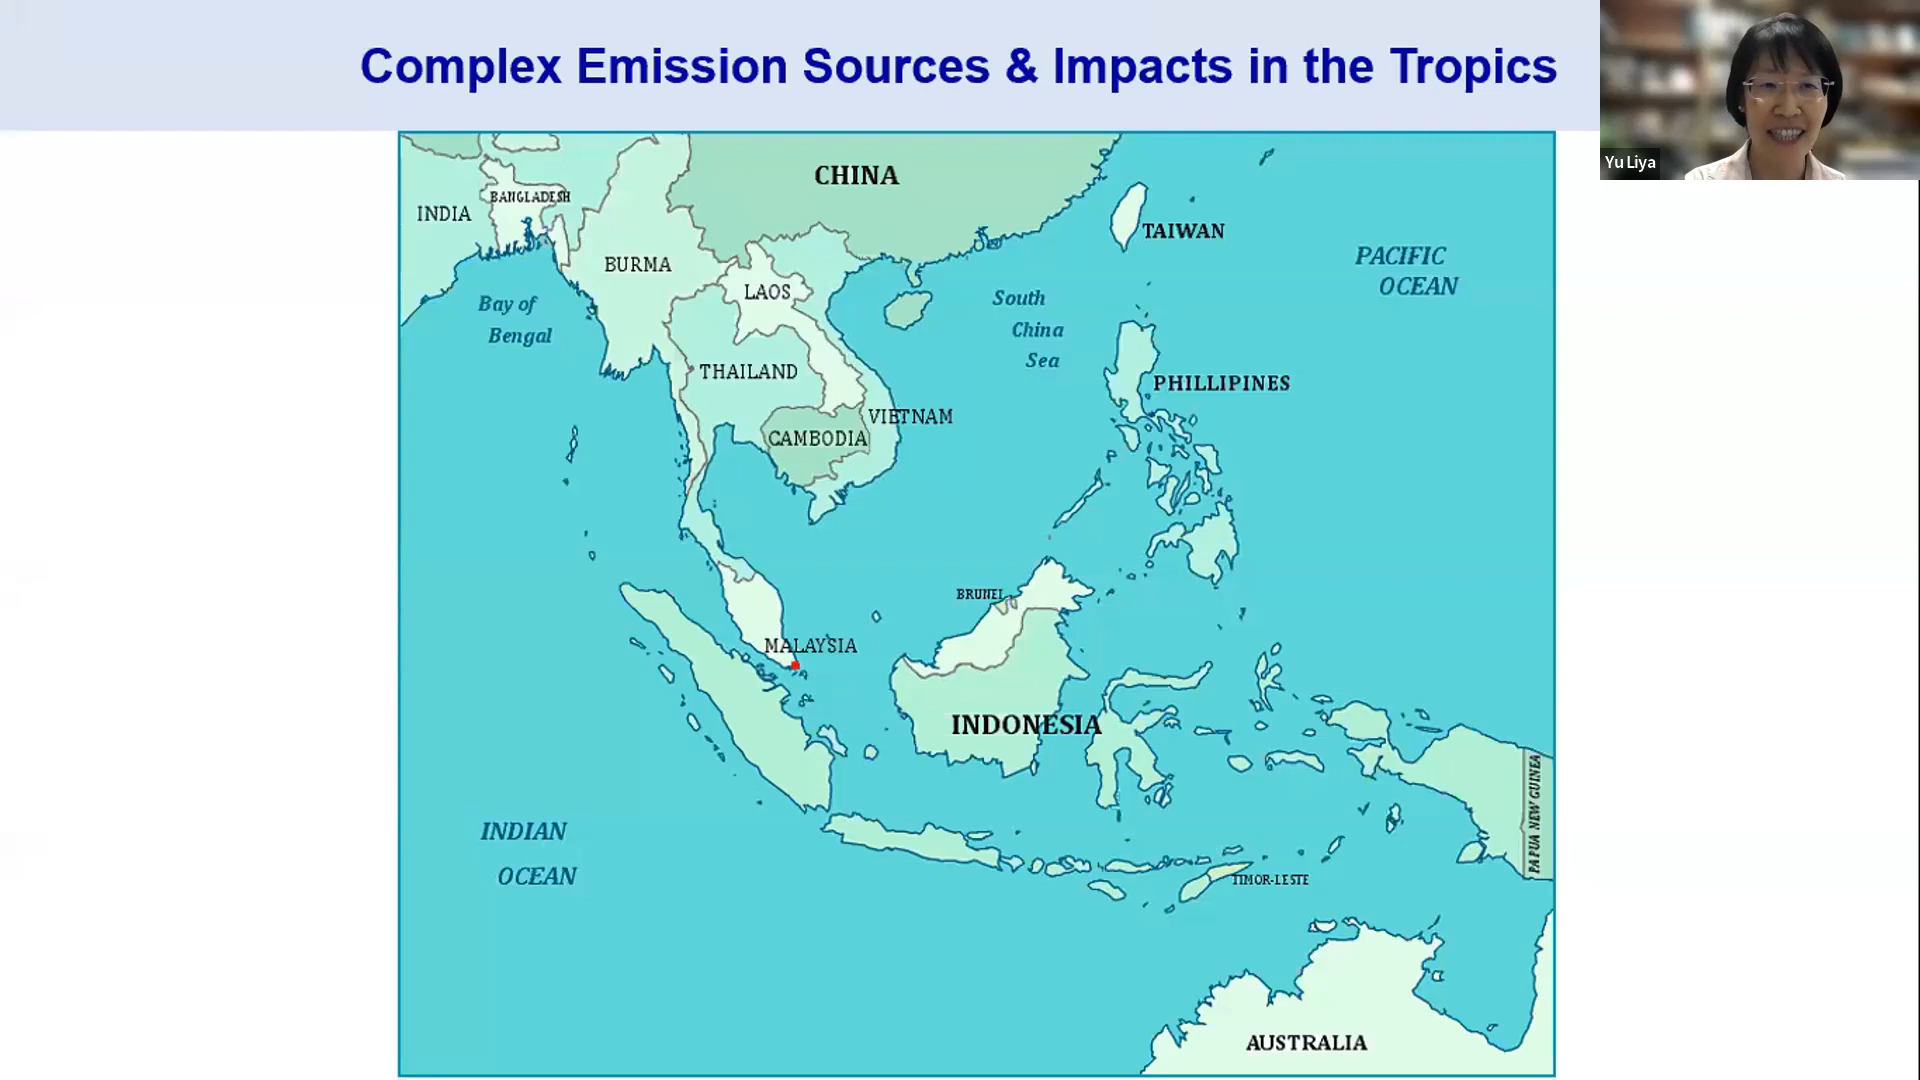 Complex Emission Sources & Impacts in the Tropics
Yu Liya
CHINA
BANGLADESH
INDIA
TAIWAN
BURMA
PACIFIC
OCEAN
LAOS
Bay of
Bengal
South
China
Sea
THAILAND
PHILLIPINES
VIETNAM
CAMBODIA
BRUNEI
MALAYSIA
INDONESIA
PAPUA NEW GUINEA
INDIAN
OCEAN
TIMOR-LESTE
AUSTRALIA